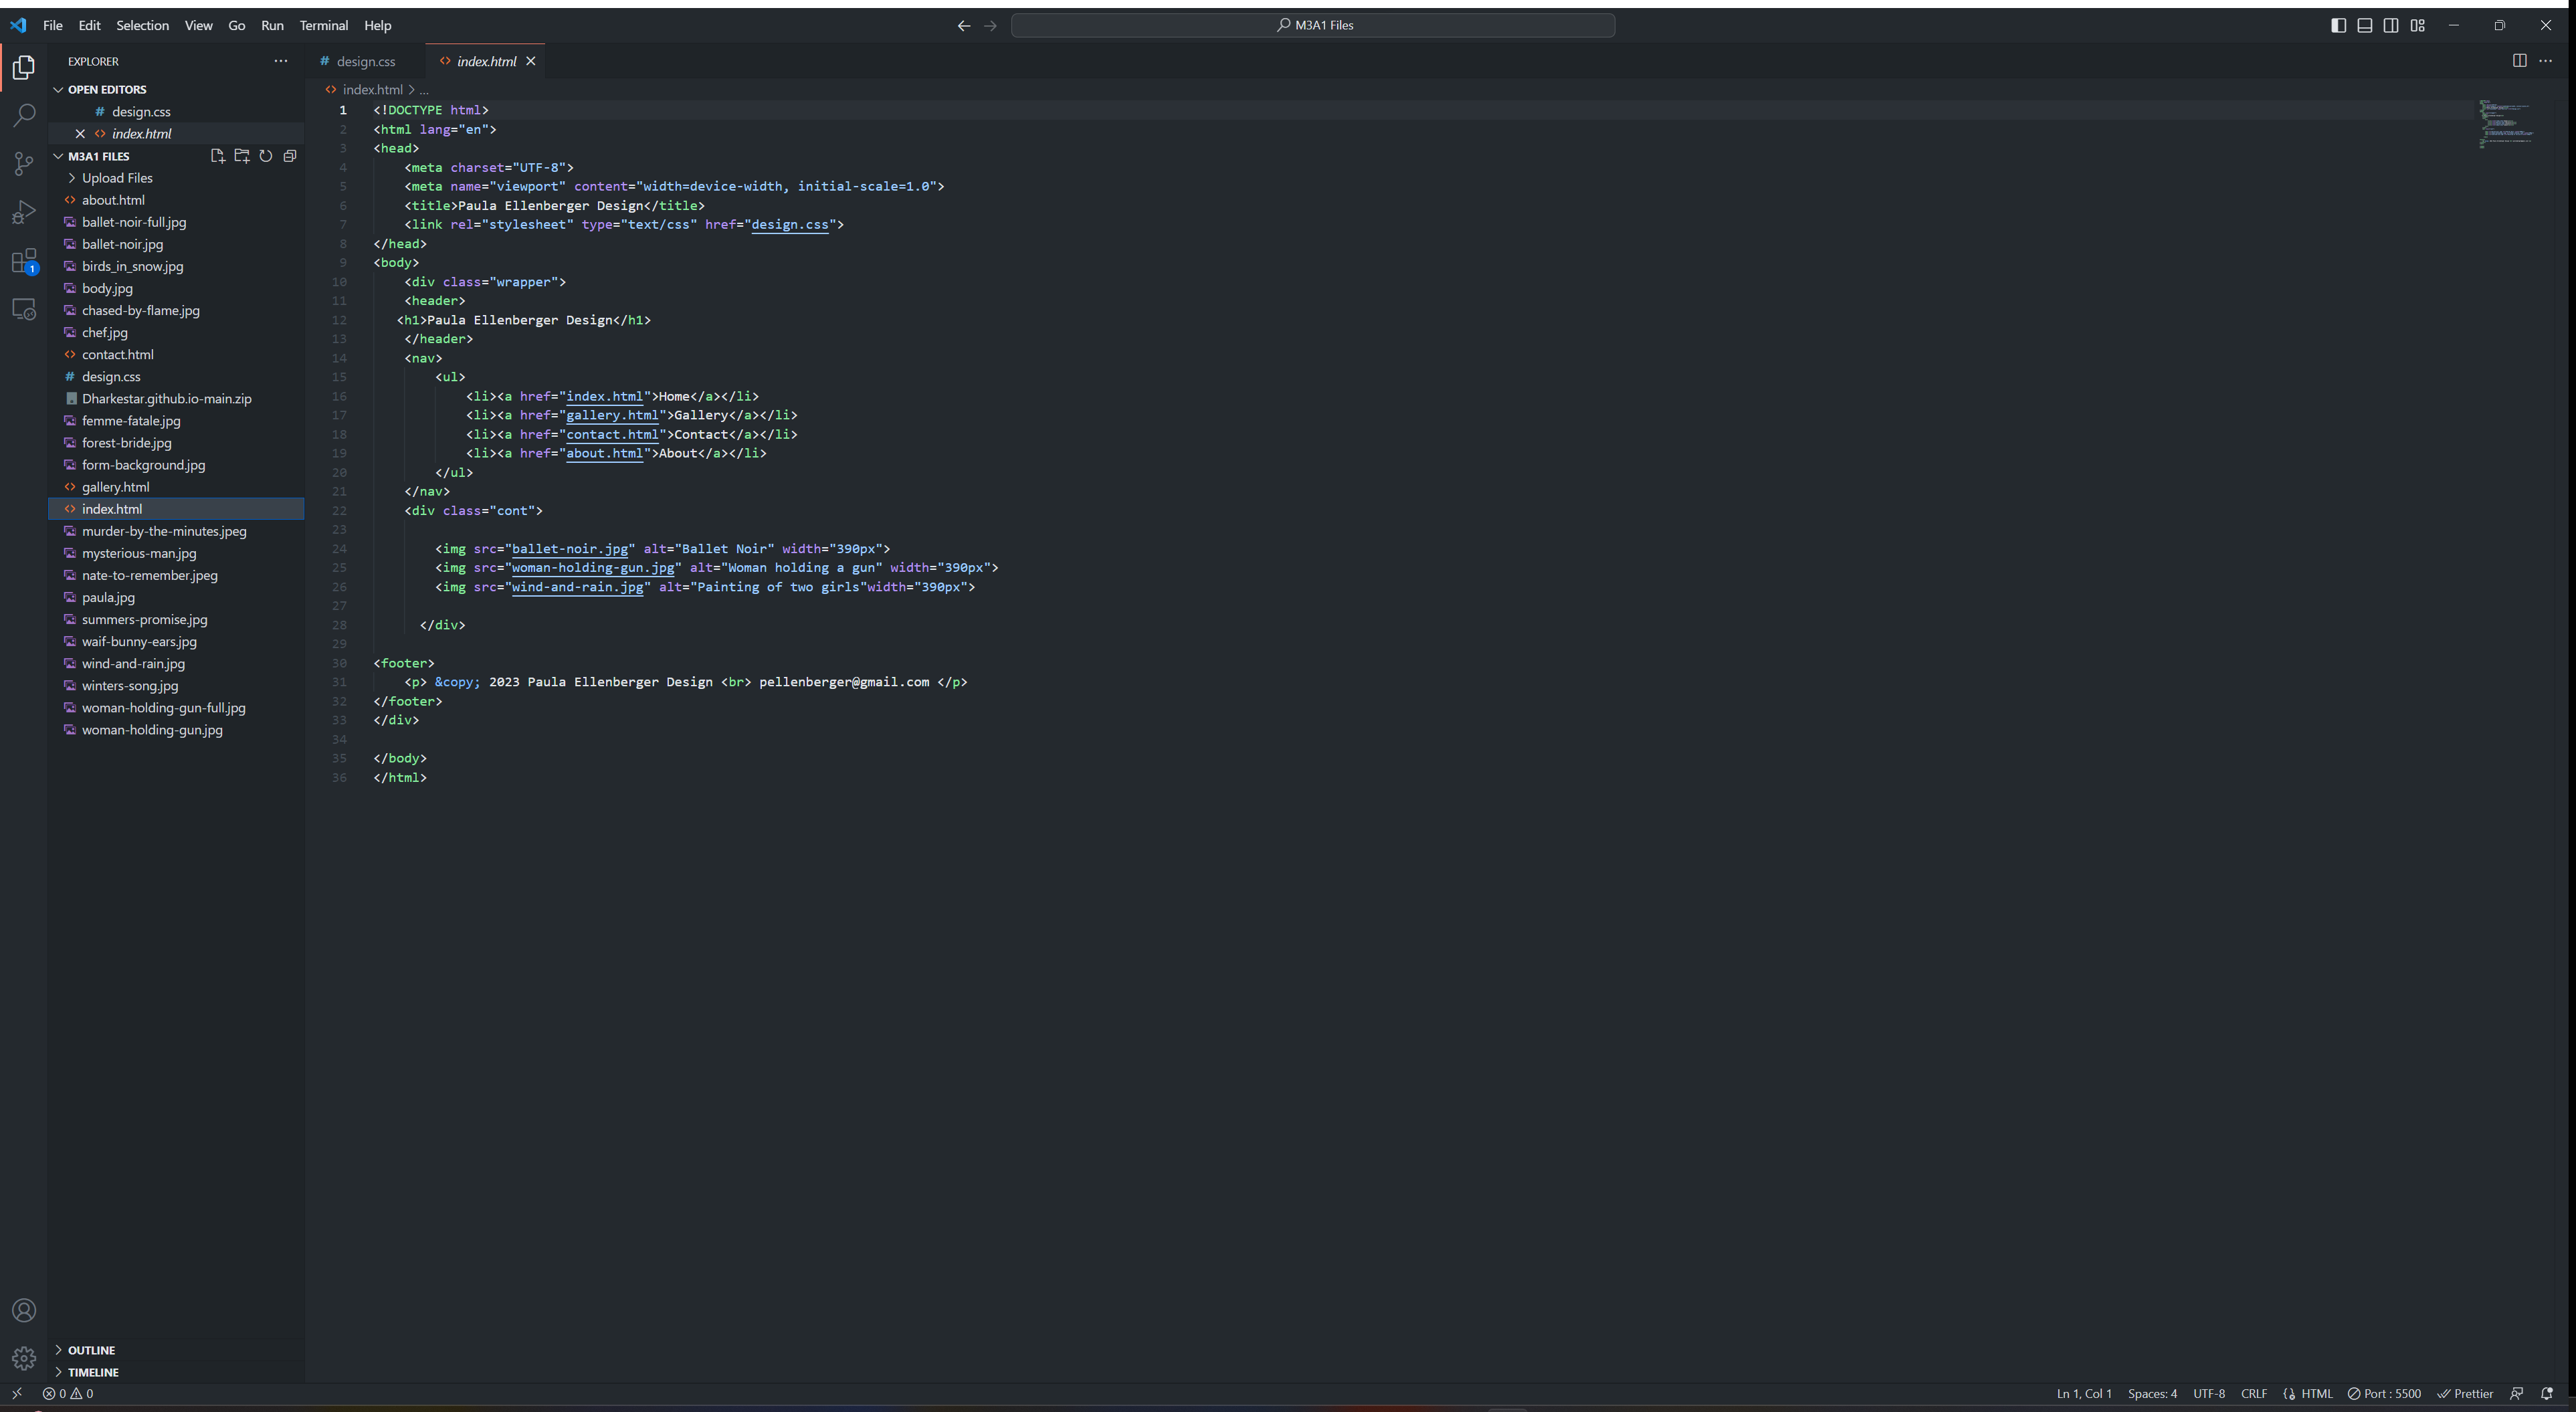 File Edit Selection View Go Run Terminal Help
M3A1 Files
EXPLORER
OPEN EDITORS
design.css
index.html
M3A1 FILES
Upload Files
about.html
ballet-noir-full.jpg
ballet-noir.jpg
birds_in_snow.jpg
body.jpg
chased-by-flame.jpg
chef.jpg
contact.html
design.css
Dharkestar.github.io-main.zip
femme-fatale.jpg
forest-bride.jpg
form-background.jpg
gallery.html
index.html
murder-by-the-minutes.jpeg
mysterious-man.jpg
nate-to-remember.jpeg
paula.jpg
summers-promise.jpg
waif-bunny-ears.jpg
wind-and-rain.jpg
winters-song.jpg
woman-holding-gun-full.jpg
woman-holding-gun.jpg
OUTLINE
TIMELINE
1
# design.css <> index.html
<> index.html > ...
1 <!DOCTYPE html>
2 <html lang="en">
3 <head>
4 <meta charset="UTF-8">
5 <meta name="viewport" content="width=device-width, initial-scale=1.0">
6 <title>Paula Ellenberger Design</title>
7 <link rel="stylesheet" type="text/css" href="design.css">
8 </head>
9 <body>
10 <div class="wrapper">
11 <header>
12 <h1>Paula Ellenberger Design</h1>
13 </header>
14 <nav>
15 <ul>
16 <li><a href="index.html">Home</a></li>
17 <li><a href="gallery.html">Gallery</a></li>
18 <li><a href="contact.html">Contact</a></li>
19 <li><a href="about.html">About</a></li>
20 </ul>
21 </nav>
22 <div class="cont">
23
24 <img src="ballet-noir.jpg" alt="Ballet Noir" width="390px">
25 <img src="woman-holding-gun.jpg" alt="Woman holding a gun" width="390px">
26 <img src="wind-and-rain.jpg" alt="Painting of two girls"width="390px">
27
28 </div>
29
30 <footer>
31 <p> &copy; 2023 Paula Ellenberger Design <br> pellenberger@gmail.com </p>
32 </footer>
33 </div>
34
35 </body>
36 </html>
0 0 Ln 1, Col 1 Spaces: 4 UTF-8 CRLF HTML Port : 5500 Prettier